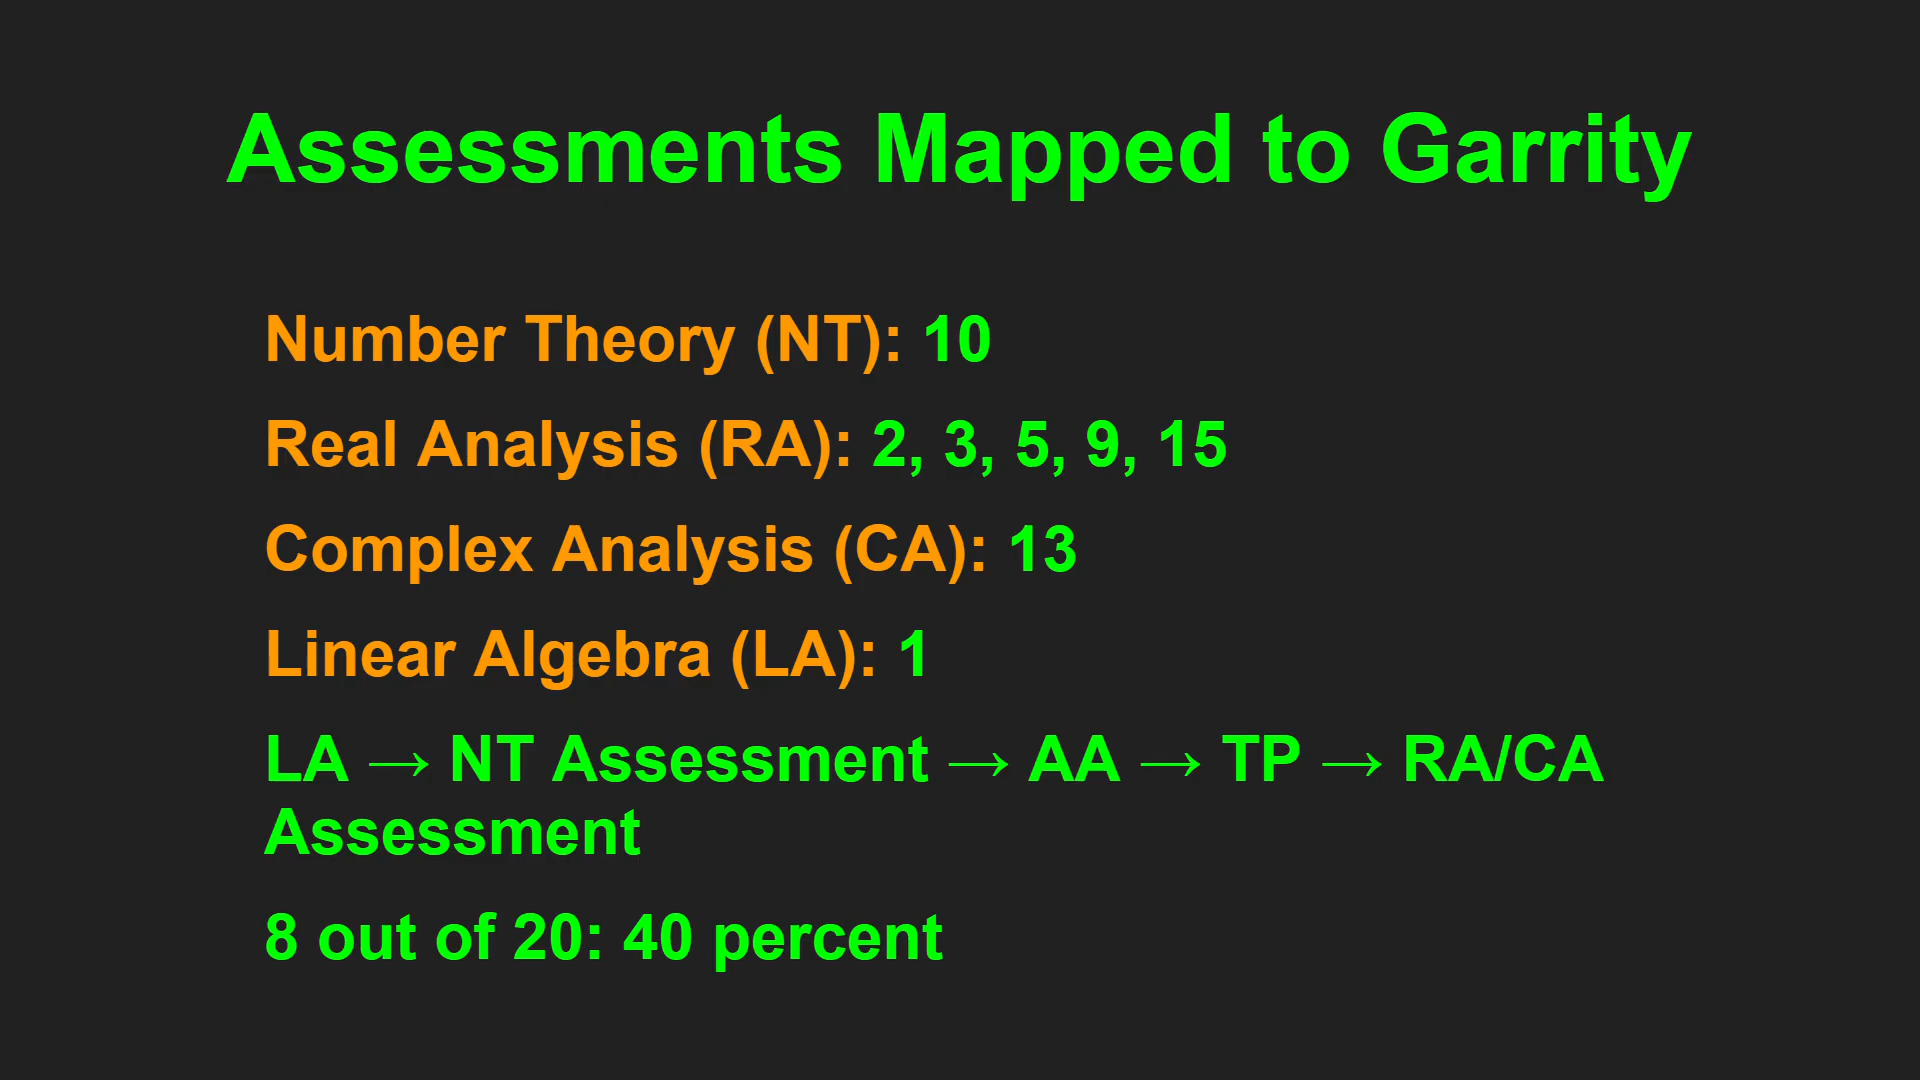 Assessments Mapped to Garrity
Number Theory (NT): 10
Real Analysis (RA): 2, 3, 5, 9, 15
Complex Analysis (CA): 13
Linear Algebra (LA): 1
LA → NT Assessment → AA → TP → RA/CA
Assessment
8 out of 20: 40 percent